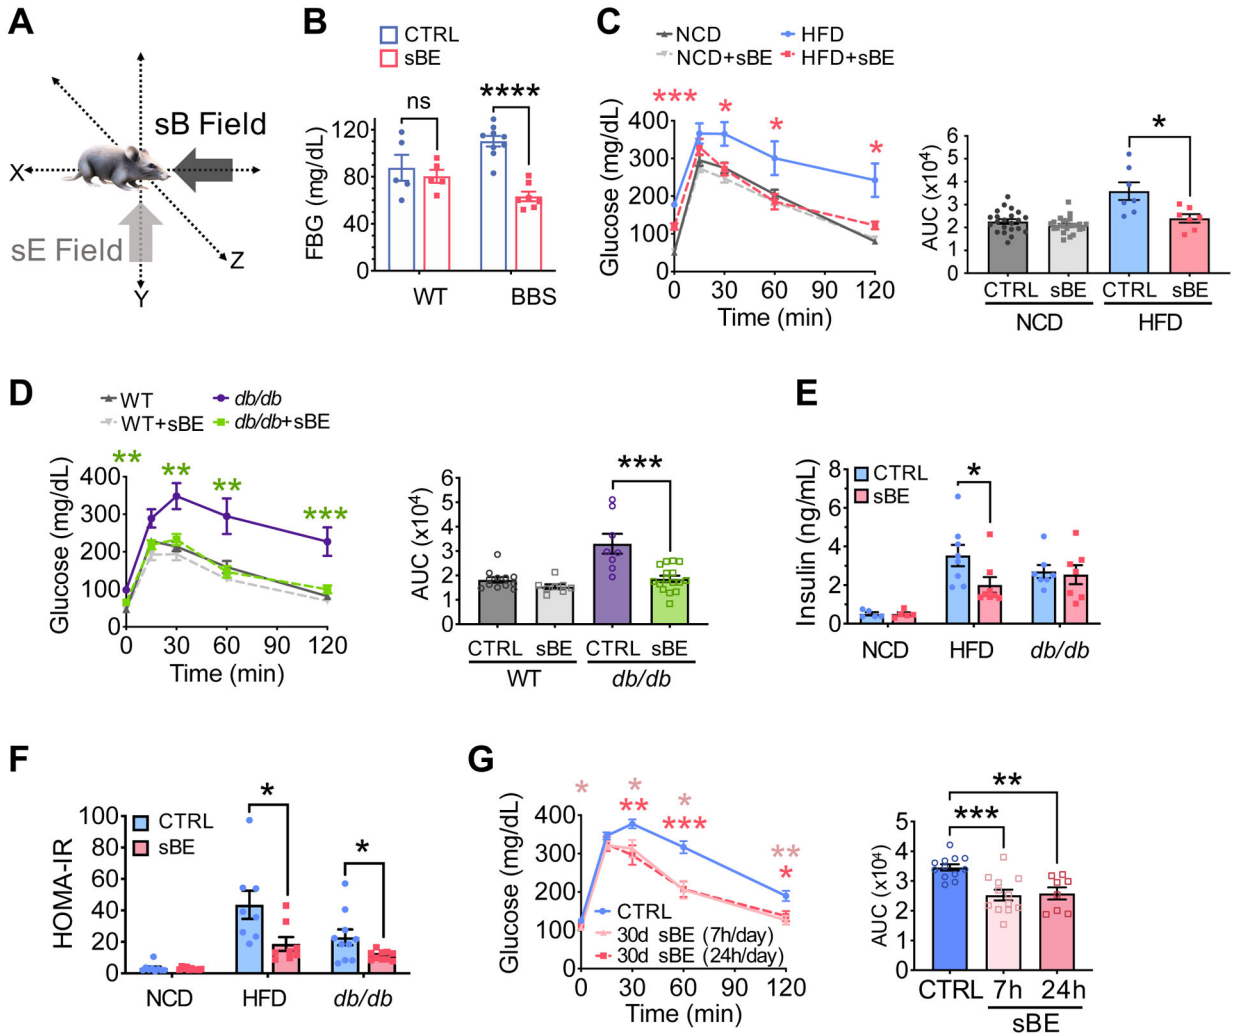 A
sB Field
X
sE Field
Z
Y
B
CTRL
sBE
ns
****
FBG (mg/dL)
120
80
40
0
WT
BBS
C
NCD
HFD
NCD+sBE
HFD+sBE
***
*
*
*
Glucose (mg/dL)
400
300
200
100
0
0
30
60
90
120
Time (min)
*
AUC (x10⁴)
6
5
4
3
2
1
0
CTRL
sBE
CTRL
sBE
NCD
HFD
D
WT
db/db
WT+sBE
db/db+sBE
**
**
**
***
Glucose (mg/dL)
400
300
200
100
0
0
30
60
90
120
Time (min)
***
AUC (x10⁴)
6
5
4
3
2
1
0
CTRL
sBE
CTRL
sBE
WT
db/db
E
CTRL
sBE
*
Insulin (ng/mL)
8
6
4
2
0
NCD
HFD
db/db
F
CTRL
sBE
*
*
HOMA-IR
100
80
60
40
20
0
NCD
HFD
db/db
G
*
*
**
*
***
**
*
Glucose (mg/dL)
400
300
200
100
0
CTRL
30d sBE (7h/day)
30d sBE (24h/day)
0
30
60
90
120
Time (min)
**
***
AUC (x10⁴)
5
4
3
2
1
0
CTRL
7h
24h
sBE